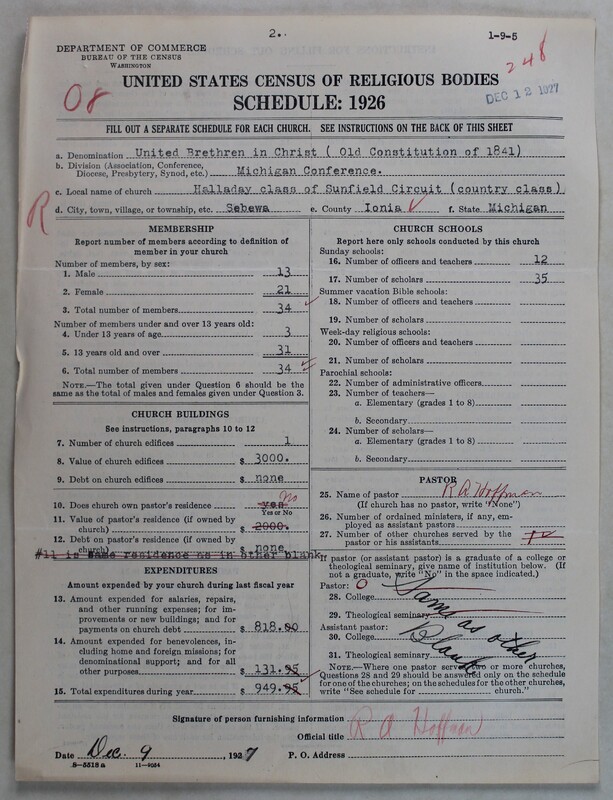 2.
1-9-5
DEPARTMENT OF COMMERCE
BUREAU OF THE CENSUS
WASHINGTON
248
UNITED STATES CENSUS OF RELIGIOUS BODIES
DEC 12 1927
08
SCHEDULE: 1926
FILL OUT A SEPARATE SCHEDULE FOR EACH CHURCH. SEE INSTRUCTIONS ON THE BACK OF THIS SHEET
a. Denomination United Brethren in Christ ( Old Constitution of 1841)
b. Division (Association, Conference, Diocese, Presbytery, Synod, etc.) Michigan Conference.
c. Local name of church Halladay class of Sunfield Circuit (country class)
R
d. City, town, village, or township, etc. Sebewa e. County Ionia ✓ f. State Michigan
MEMBERSHIP
Report number of members according to definition of
member in your church
Number of members, by sex:
1. Male 13
2. Female 21
3. Total number of members 34 ✓
Number of members under and over 13 years old:
4. Under 13 years of age 3
5. 13 years old and over 31
6. Total number of members 34 ✓
NOTE.—The total given under Question 6 should be
same as the total of males and females given under Question 3.
CHURCH BUILDINGS
See instructions, paragraphs 10 to 12
7. Number of church edifices 1
8. Value of church edifices $ 3000.
9. Debt on church edifices $ none
10. Does church own pastor's residence yes No
Yes or No
11. Value of pastor's residence (if owned by
church) $ 2000.
12. Debt on pastor's residence (if owned by
church) $ none
#11 is same residence as in other blank
EXPENDITURES
Amount expended by your church during last fiscal year
13. Amount expended for salaries, repairs,
and other running expenses; for im-
provements or new buildings; and for
payments on church debt $ 818.00
14. Amount expended for benevolences, in-
cluding home and foreign missions; for
denominational support; and for all
other purposes $ 131.95
15. Total expenditures during year $ 949.95 ✓
CHURCH SCHOOLS
Report here only schools conducted by this church
Sunday schools:
16. Number of officers and teachers 12
17. Number of scholars 35
Summer vacation Bible schools:
18. Number of officers and teachers
19. Number of scholars
Week-day religious schools:
20. Number of officers and teachers
21. Number of scholars
Parochial schools:
22. Number of administrative officers
23. Number of teachers—
a. Elementary (grades 1 to 8)
b. Secondary
24. Number of scholars—
a. Elementary (grades 1 to 8)
b. Secondary
PASTOR
25. Name of pastor R A Hoffman
(If church has no pastor, write "None")
26. Number of ordained ministers, if any, em-
ployed as assistant pastors
27. Number of other churches served by the
pastor or his assistants
If pastor (or assistant pastor) is a graduate of a college or
theological seminary, give name of institution below. (If
not a graduate, write "No" in the space indicated.)
Pastor: O
28. College
Same as other
29. Theological seminary
Assistant pastor: Blank
30. College
31. Theological seminary
NOTE.—Where one pastor serves two or more churches,
Questions 28 and 29 should be answered only on the schedule
for one of the churches; on the schedules for the other churches,
write "See schedule for church."
Signature of person furnishing information
R A Hoffman
Official title
Date Dec. 9, 1927 P. O. Address
8-5518a 11-9054